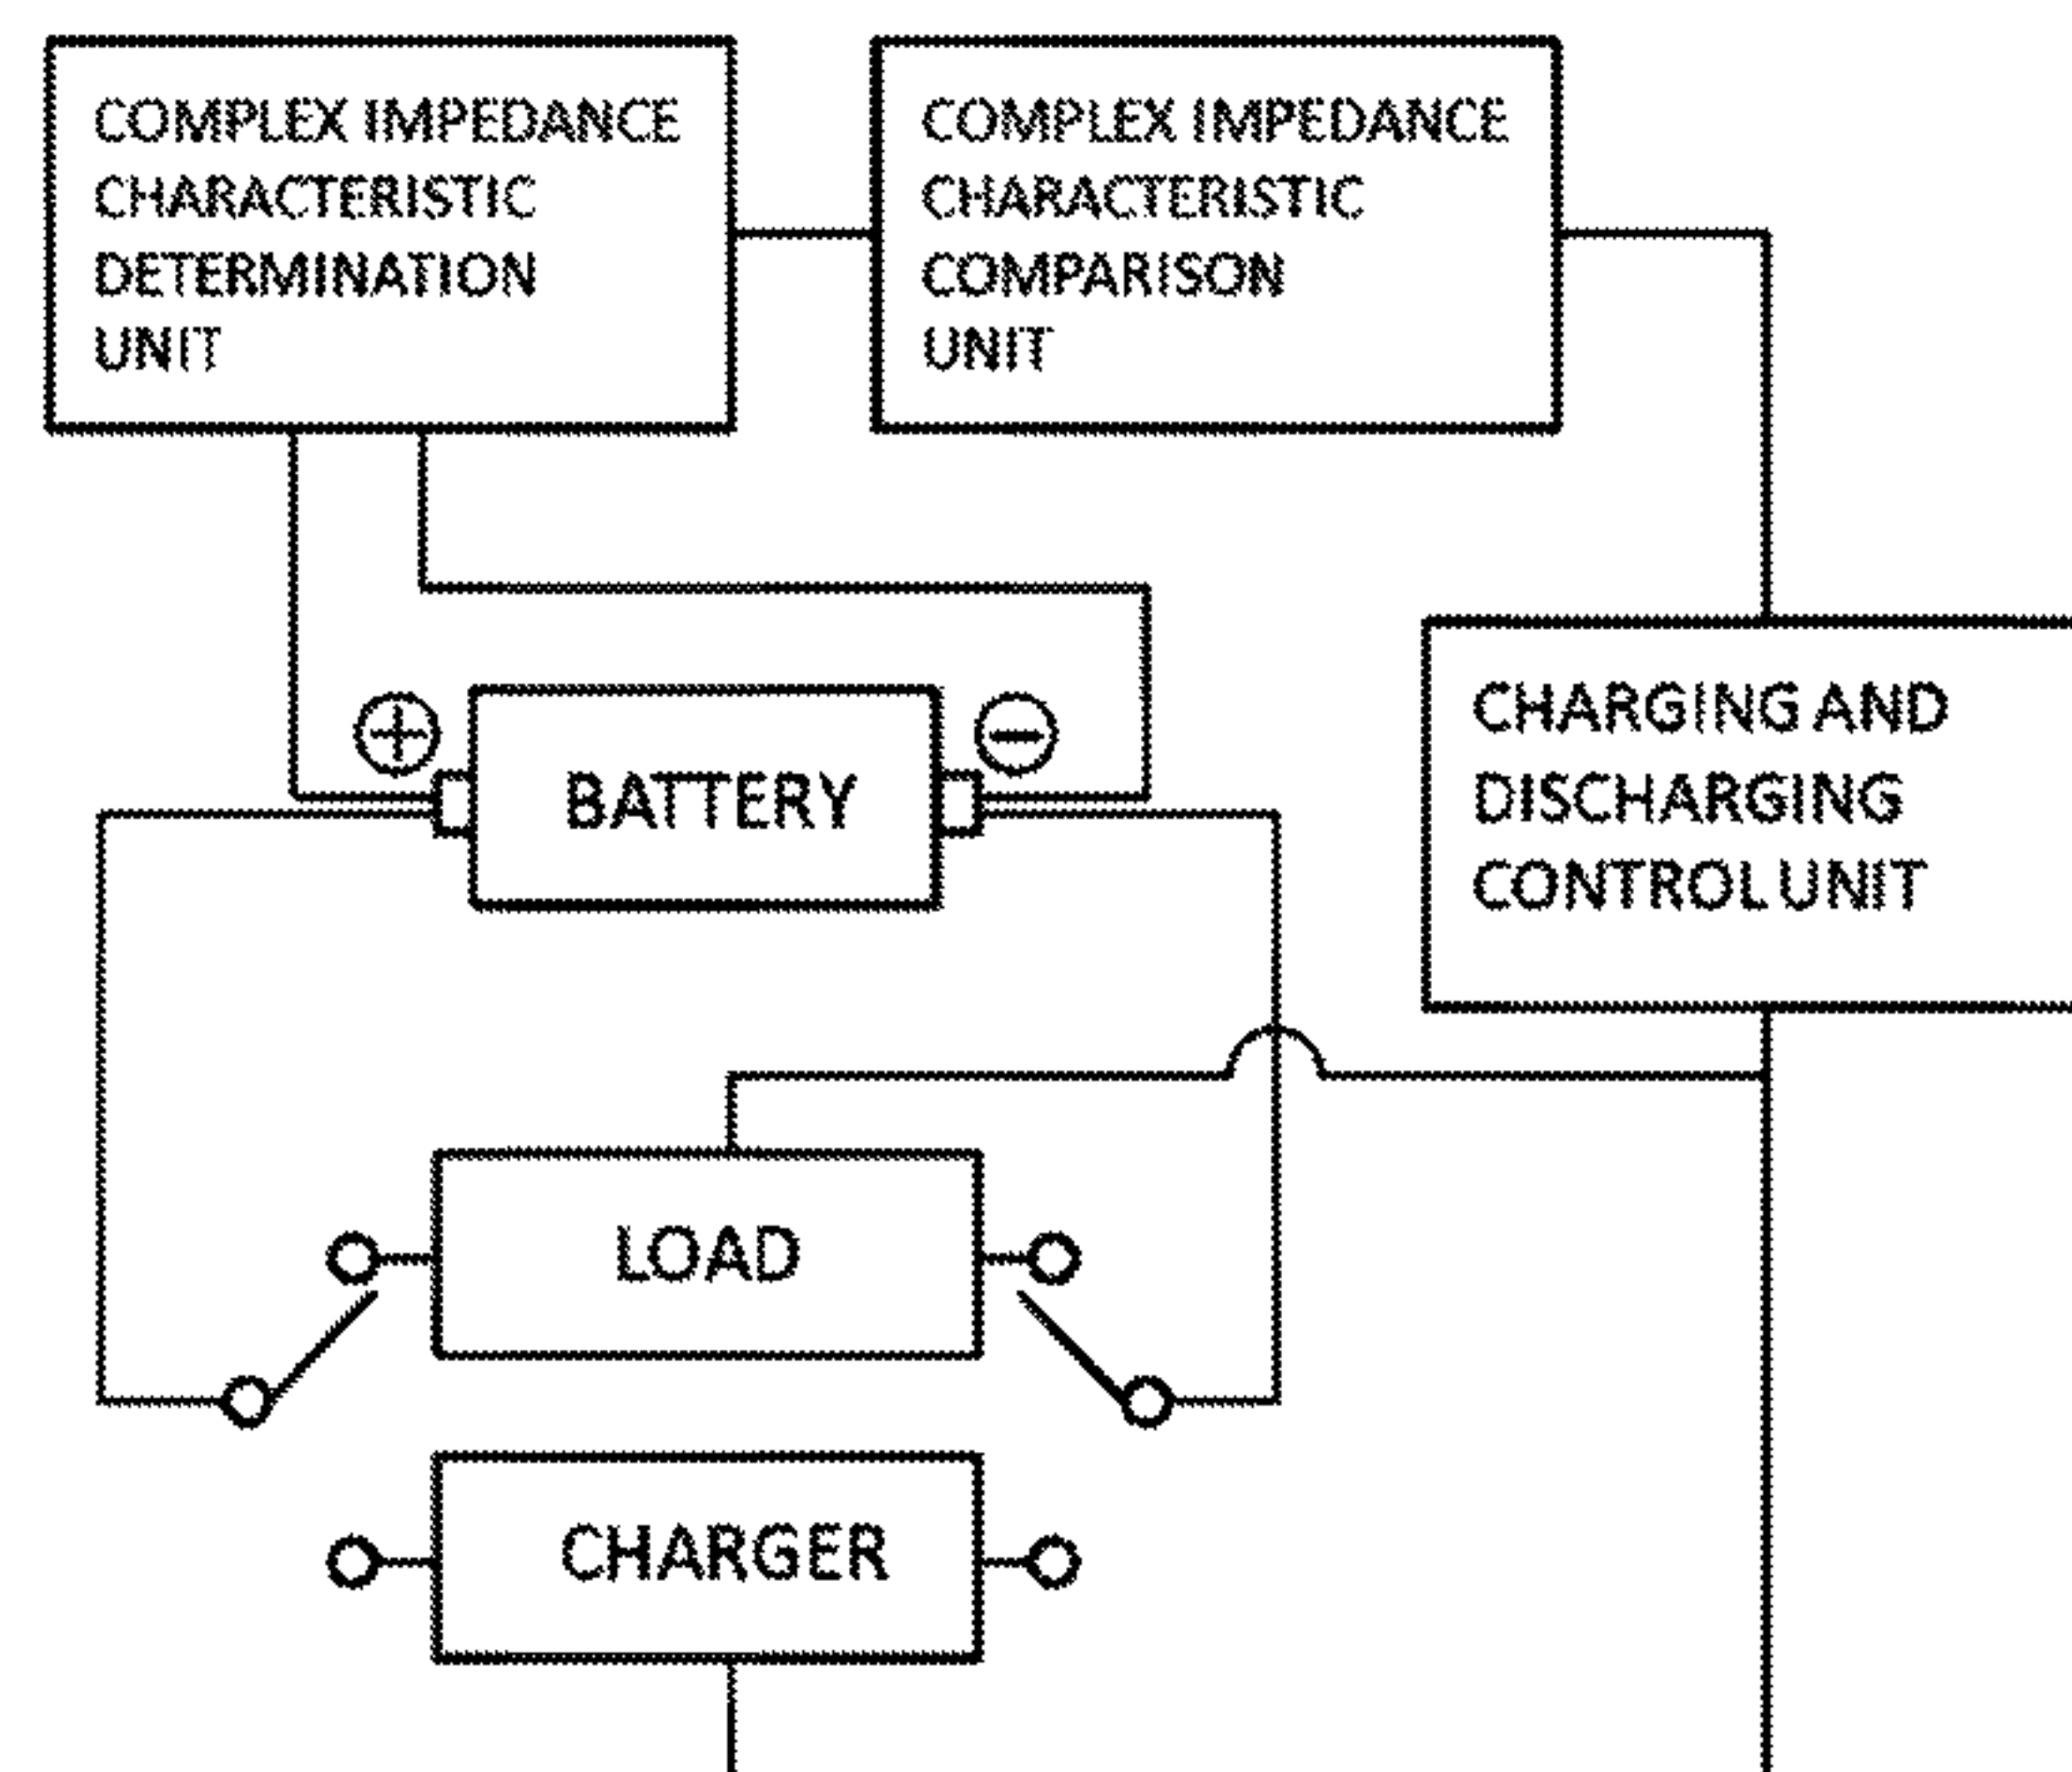 COMPLEX IMPEDANCE
CHARACTERISTIC
DETERMINATION
UNIT
COMPLEX IMPEDANCE
CHARACTERISTIC
COMPARISON
UNIT
CHARGING AND
DISCHARGING
CONTROL UNIT
BATTERY
LOAD
CHARGER